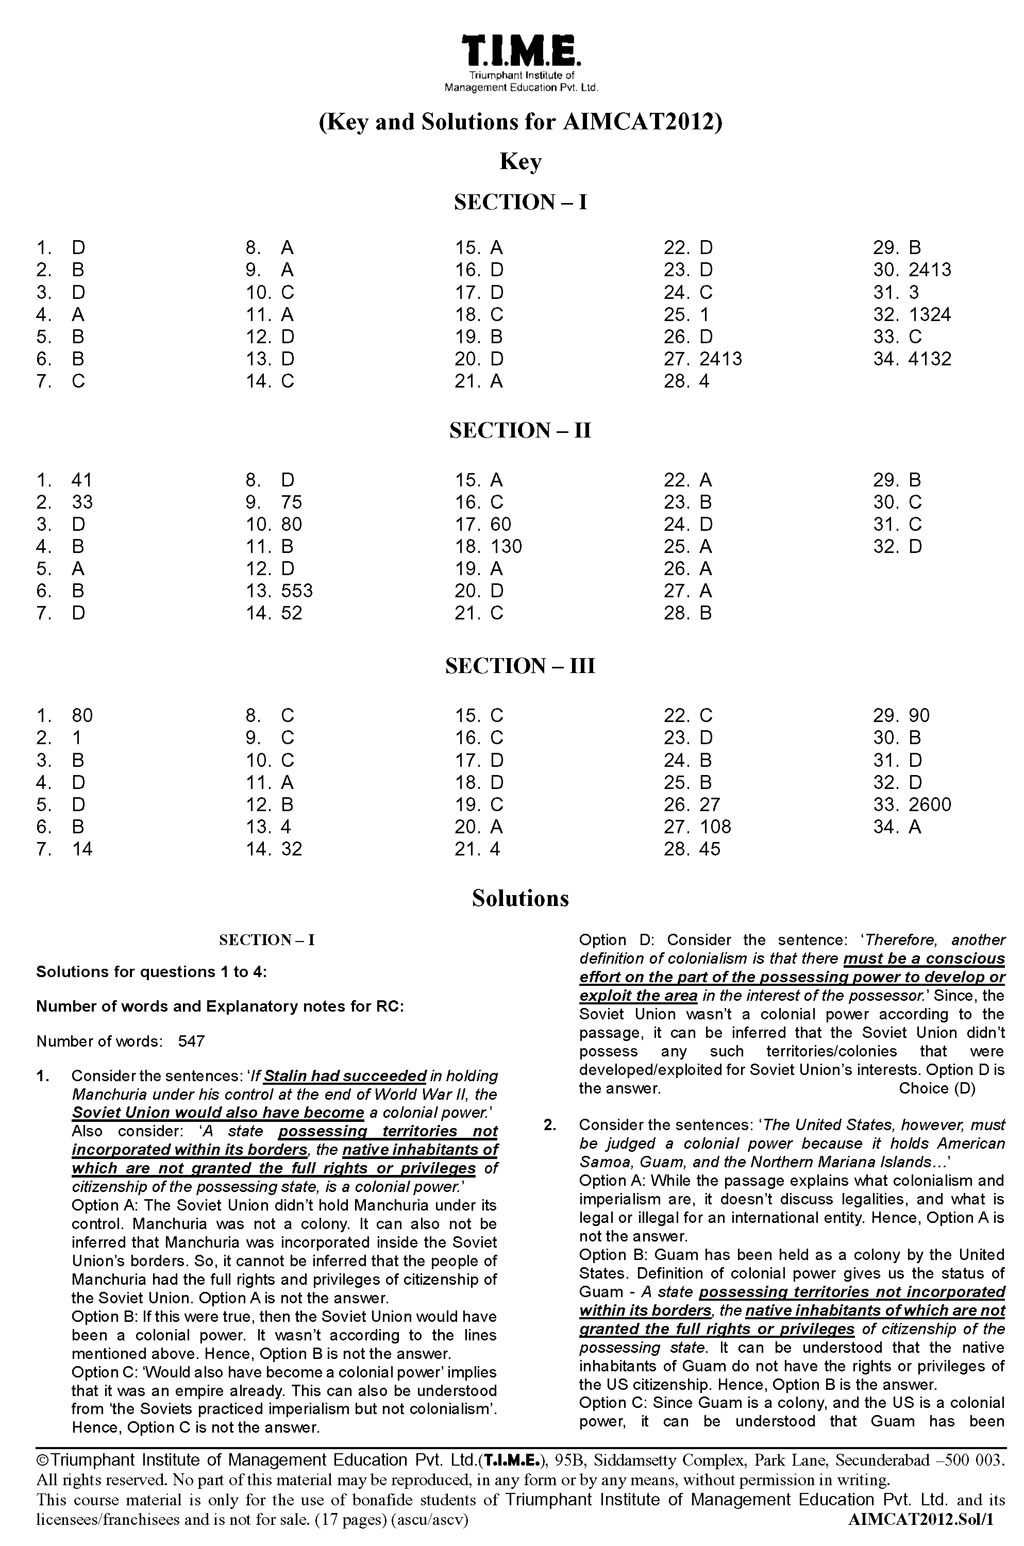 T.I.M.E.
Triumphant Institute of
Management Education Pvt. Ltd.
(Key and Solutions for AIMCAT2012)
Key
SECTION – I
1. D 8. A 15. A 22. D 29. B
2. B 9. A 16. D 23. D 30. 2413
3. D 10. C 17. D 24. C 31. 3
4. A 11. A 18. C 25. 1 32. 1324
5. B 12. D 19. B 26. D 33. C
6. B 13. D 20. D 27. 2413 34. 4132
7. C 14. C 21. A 28. 4
SECTION – II
1. 41 8. D 15. A 22. A 29. B
2. 33 9. 75 16. C 23. B 30. C
3. D 10. 80 17. 60 24. D 31. C
4. B 11. B 18. 130 25. A 32. D
5. A 12. D 19. A 26. A
6. B 13. 553 20. D 27. A
7. D 14. 52 21. C 28. B
SECTION – III
1. 80 8. C 15. C 22. C 29. 90
2. 1 9. C 16. C 23. D 30. B
3. B 10. C 17. D 24. B 31. D
4. D 11. A 18. D 25. B 32. D
5. D 12. B 19. C 26. 27 33. 2600
6. B 13. 4 20. A 27. 108 34. A
7. 14 14. 32 21. 4 28. 45
Solutions
SECTION – I
Solutions for questions 1 to 4:
Number of words and Explanatory notes for RC:
Number of words: 547
1. Consider the sentences: ‘If Stalin had succeeded in holding
Manchuria under his control at the end of World War II, the
Soviet Union would also have become a colonial power.’
Also consider: ‘A state possessing territories not
incorporated within its borders, the native inhabitants of
which are not granted the full rights or privileges of
citizenship of the possessing state, is a colonial power.’
Option A: The Soviet Union didn’t hold Manchuria under its
control. Manchuria was not a colony. It can also not be
inferred that Manchuria was incorporated inside the Soviet
Union’s borders. So, it cannot be inferred that the people of
Manchuria had the full rights and privileges of citizenship of
the Soviet Union. Option A is not the answer.
Option B: If this were true, then the Soviet Union would have
been a colonial power. It wasn’t according to the lines
mentioned above. Hence, Option B is not the answer.
Option C: ‘Would also have become a colonial power’ implies
that it was an empire already. This can also be understood
from ‘the Soviets practiced imperialism but not colonialism’.
Hence, Option C is not the answer.
Option D: Consider the sentence: ‘Therefore, another
definition of colonialism is that there must be a conscious
effort on the part of the possessing power to develop or
exploit the area in the interest of the possessor.’ Since, the
Soviet Union wasn’t a colonial power according to the
passage, it can be inferred that the Soviet Union didn’t
possess any such territories/colonies that were
developed/exploited for Soviet Union’s interests. Option D is
the answer. Choice (D)
2. Consider the sentences: ‘The United States, however, must
be judged a colonial power because it holds American
Samoa, Guam, and the Northern Mariana Islands…’
Option A: While the passage explains what colonialism and
imperialism are, it doesn’t discuss legalities, and what is
legal or illegal for an international entity. Hence, Option A is
not the answer.
Option B: Guam has been held as a colony by the United
States. Definition of colonial power gives us the status of
Guam - A state possessing territories not incorporated
within its borders, the native inhabitants of which are not
granted the full rights or privileges of citizenship of the
possessing state. It can be understood that the native
inhabitants of Guam do not have the rights or privileges of
the US citizenship. Hence, Option B is the answer.
Option C: Since Guam is a colony, and the US is a colonial
power, it can be understood that Guam has been
©Triumphant Institute of Management Education Pvt. Ltd.(T.I.M.E.), 95B, Siddamsetty Complex, Park Lane, Secunderabad –500 003.
All rights reserved. No part of this material may be reproduced, in any form or by any means, without permission in writing.
This course material is only for the use of bonafide students of Triumphant Institute of Management Education Pvt. Ltd. and its
licensees/franchisees and is not for sale. (17 pages) (ascu/ascv) AIMCAT2012.Sol/1